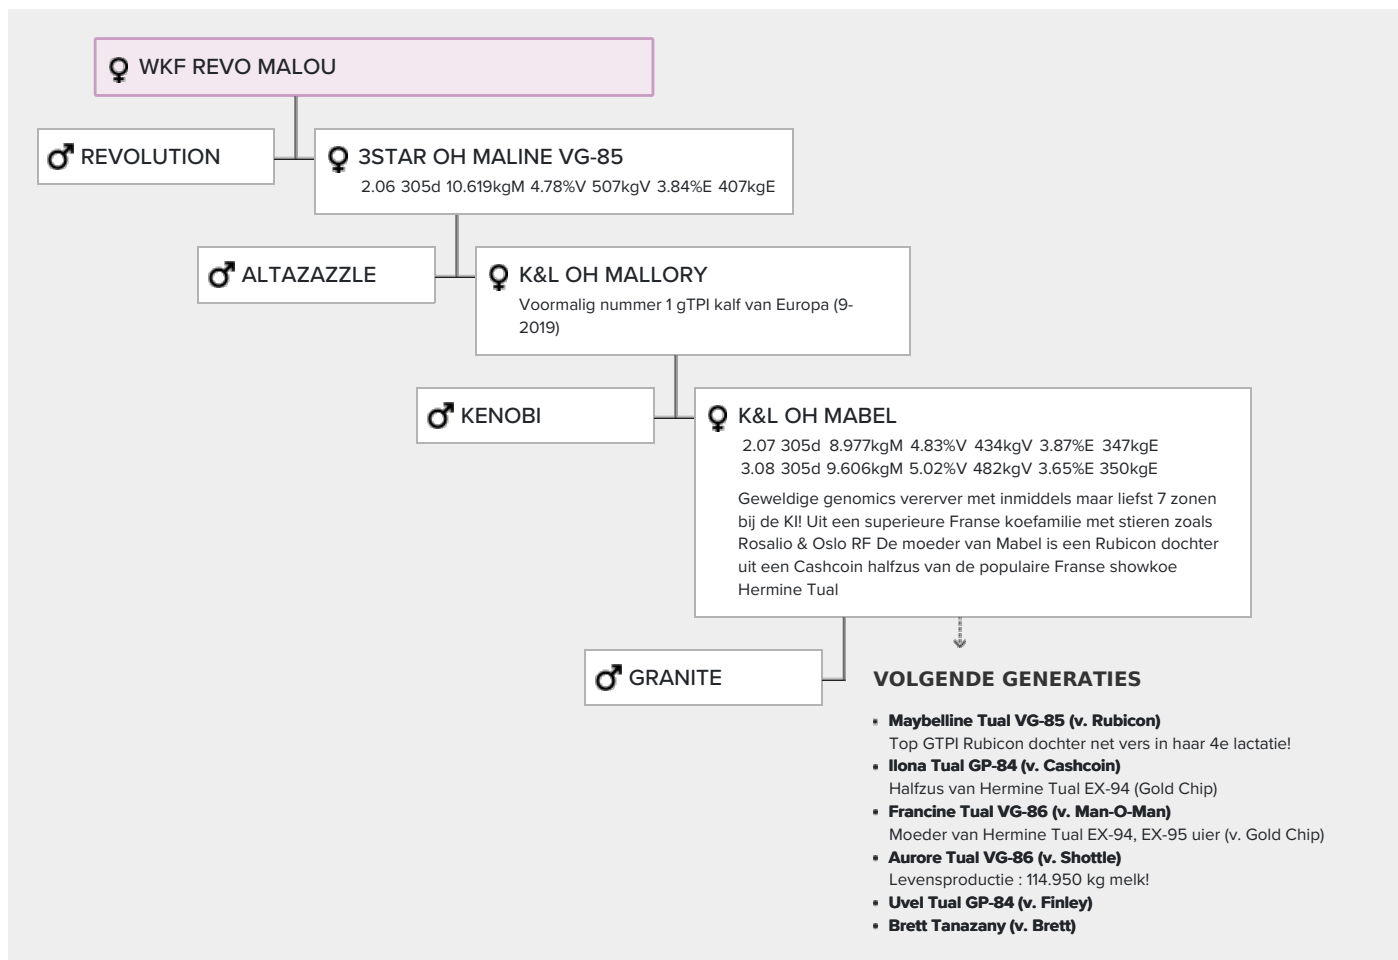 WKF REVO MALOU
REVOLUTION
3STAR OH MALINE VG-85
2.06 305d 10.619kgM 4.78%V 507kgV 3.84%E 407kgE
ALTAZAZZLE
K&L OH MALLORY
Voormalig nummer 1 gTPI kalf van Europa (9-
2019)
KENOBI
K&L OH MABEL
2.07 305d 8.977kgM 4.83%V 434kgV 3.87%E 347kgE
3.08 305d 9.606kgM 5.02%V 482kgV 3.65%E 350kgE
Geweldige genomics vererver met inmiddels maar liefst 7 zonen
bij de KI! Uit een superieure Franse koefamilie met stieren zoals
Rosalio & Oslo RF De moeder van Mabel is een Rubicon dochter
uit een Cashcoin halfzus van de populaire Franse showkoe
Hermine Tual
GRANITE
VOLGENDE GENERATIES
Maybelline Tual VG-85 (v. Rubicon)
Top GTPI Rubicon dochter net vers in haar 4e lactatie!
Ilona Tual GP-84 (v. Cashcoin)
Halfzus van Hermine Tual EX-94 (Gold Chip)
Francine Tual VG-86 (v. Man-O-Man)
Moeder van Hermine Tual EX-94, EX-95 uier (v. Gold Chip)
Aurore Tual VG-86 (v. Shottle)
Levensproductie : 114.950 kg melk!
Uvel Tual GP-84 (v. Finley)
Brett Tanazany (v. Brett)